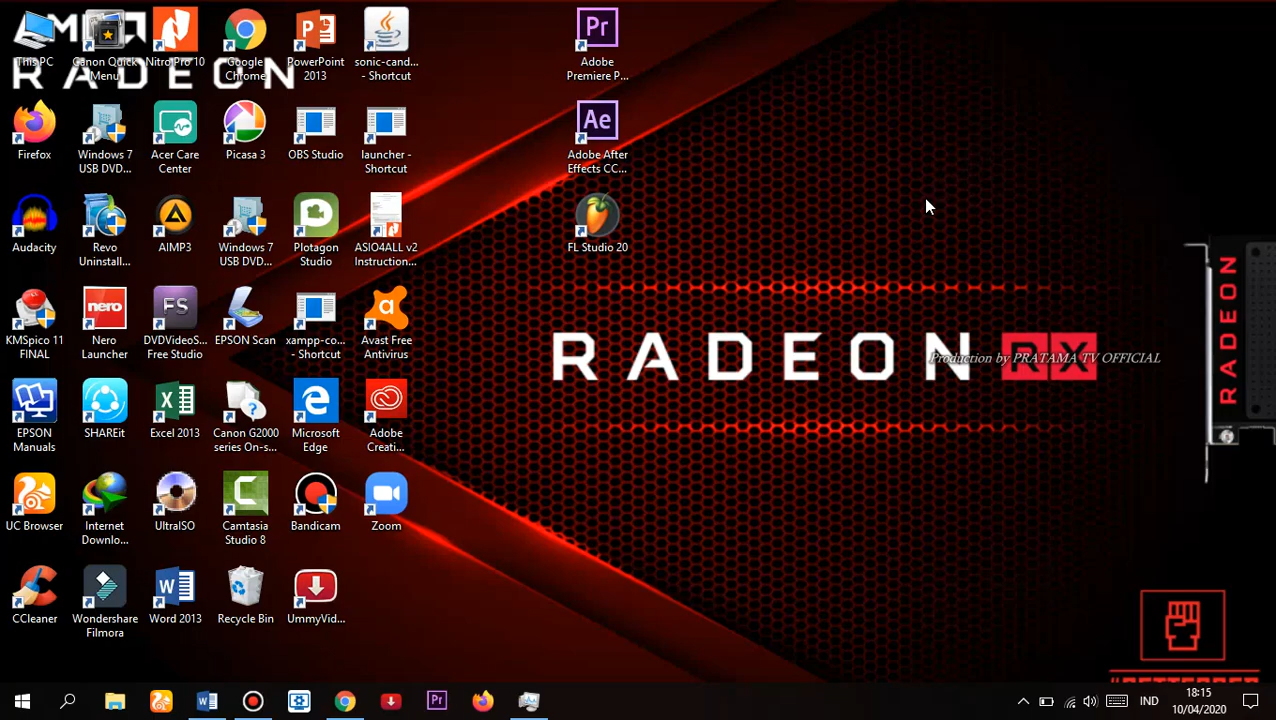 AMD
RADEON
This PC
Canon Quick
Menu
Nitro Pro 10
Google
Chrome
PowerPoint
2013
sonic-cand...
- Shortcut
Pr
Adobe
Premiere P...
Firefox
Windows 7
USB DVD...
Acer Care
Center
Picasa 3
OBS Studio
launcher -
Shortcut
Ae
Adobe After
Effects CC...
Audacity
Revo
Uninstall...
AIMP3
Windows 7
USB DVD...
Plotagon
Studio
ASIO4ALL v2
Instruction...
FL Studio 20
KMSpico 11
FINAL
nero
Nero
Launcher
FS
DVDVideoS...
Free Studio
EPSON Scan
xampp-co...
- Shortcut
Avast Free
Antivirus
RADEON RX
Production by PRATAMA TV OFFICIAL
RADEON
EPSON
Manuals
SHAREit
Excel 2013
Canon G2000
series On-s...
Microsoft
Edge
Adobe
Creati...
UC Browser
Internet
Downlo...
UltraISO
Camtasia
Studio 8
Bandicam
Zoom
CCleaner
Wondershare
Filmora
Word 2013
Recycle Bin
UmmyVid...
Pr
IND
18:15
10/04/2020